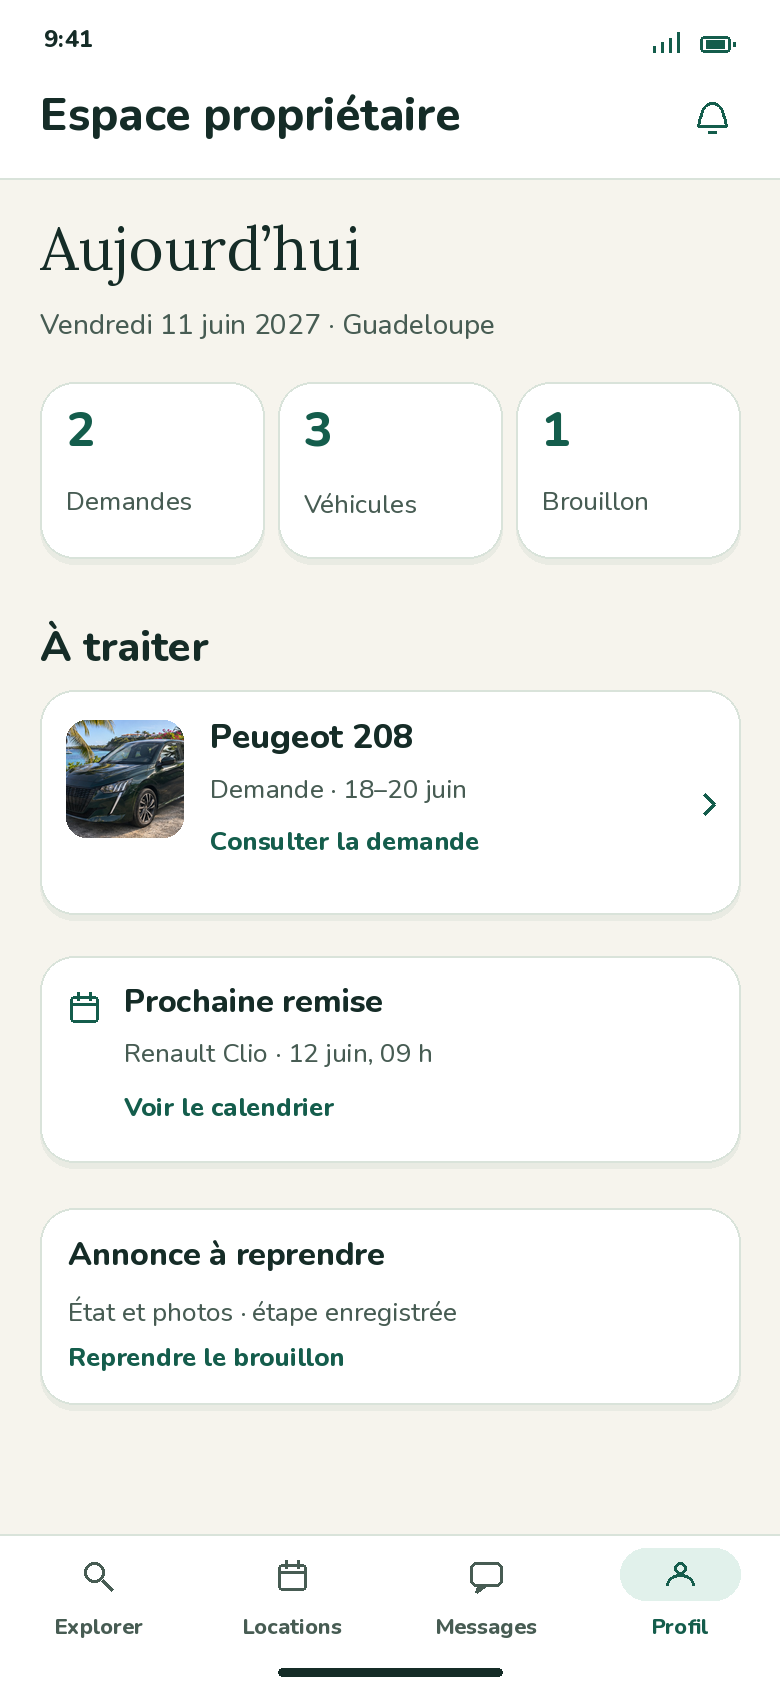 9:41
Espace propriétaire
Aujourd’hui
Vendredi 11 juin 2027 · Guadeloupe
2
Demandes
3
Véhicules
1
Brouillon
À traiter
Peugeot 208
Demande · 18–20 juin
Consulter la demande
Prochaine remise
Renault Clio · 12 juin, 09 h
Voir le calendrier
Annonce à reprendre
État et photos · étape enregistrée
Reprendre le brouillon
Explorer
Locations
Messages
Profil